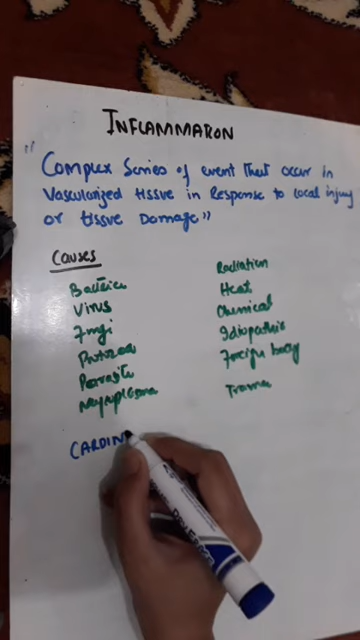 INFLAMMATION
"Complex Series of event that occur in
Vascularized tissue in Response to local injury
or tissue Damage"
Causes
Bacteria
Virus
Fungi
Protozoa
Parasite
Radiation
Heat
Chemical
Idiopathic
Foreign body
Trauma
CARDIN